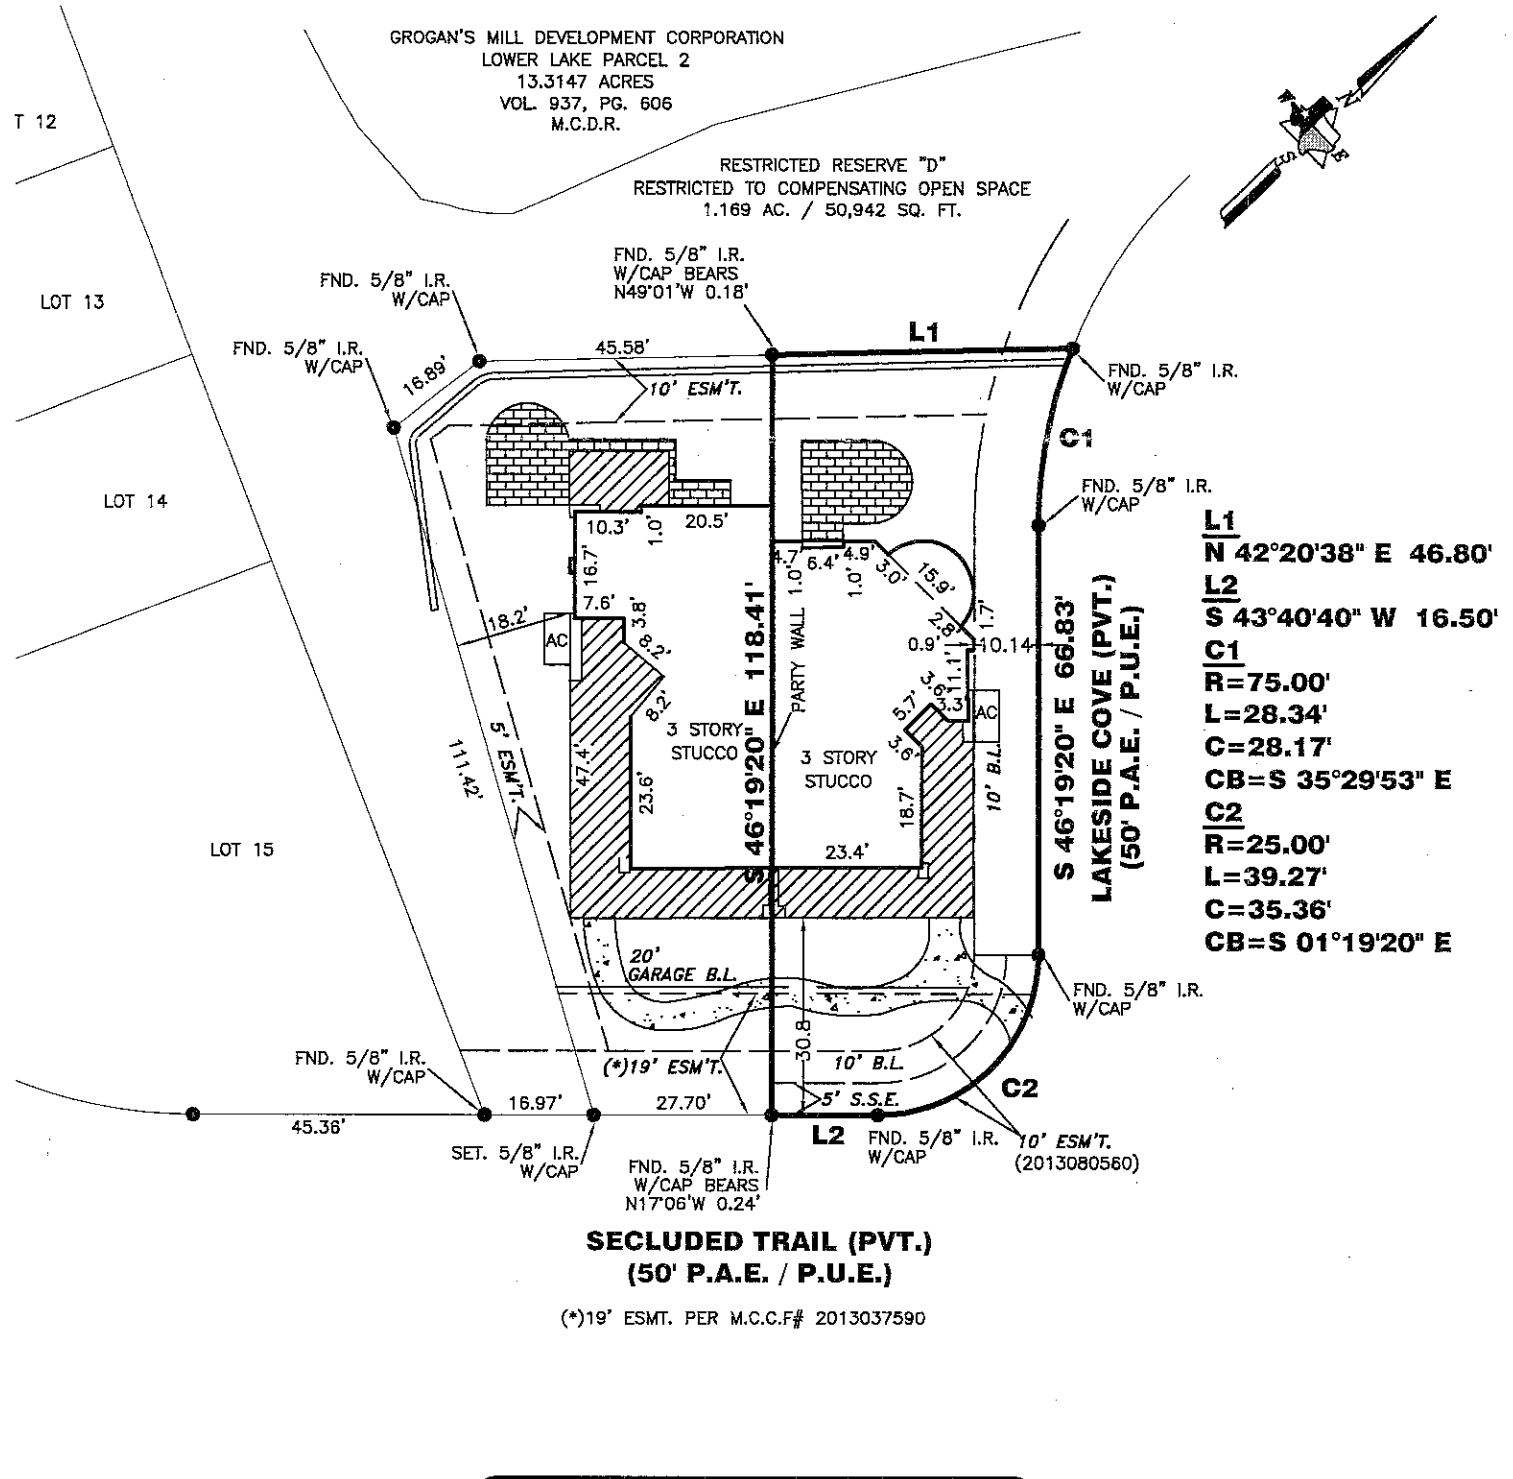 GROGAN'S MILL DEVELOPMENT CORPORATION
LOWER LAKE PARCEL 2
13.3147 ACRES
VOL. 937, PG. 606
M.C.D.R.
T 12
RESTRICTED RESERVE "D"
RESTRICTED TO COMPENSATING OPEN SPACE
1.169 AC. / 50,942 SQ. FT.
N
S
E
FND. 5/8" I.R.
W/CAP BEARS
N49°01'W 0.18'
FND. 5/8" I.R.
W/CAP
LOT 13
FND. 5/8" I.R.
W/CAP
16.89'
45.58'
L1
10' ESM'T.
FND. 5/8" I.R.
W/CAP
C1
FND. 5/8" I.R.
W/CAP
LOT 14
10.3'
1.0'
20.5'
16.7'
7.6'
3.8'
8.2'
8.2'
18.2'
AC
4.7'
1.0'
6.4'
4.9'
1.0'
3.0'
15.9'
2.8'
1.7'
0.9'
10.14
11.1'
3.6'
3.3'
5.7'
3.6'
AC
L1
N 42°20'38" E 46.80'
L2
S 43°40'40" W 16.50'
C1
R=75.00'
L=28.34'
C=28.17'
CB=S 35°29'53" E
C2
R=25.00'
L=39.27'
C=35.36'
CB=S 01°19'20" E
S 46°19'20" E 118.41'
PARTY WALL
S 46°19'20" E 66.83'
LAKESIDE COVE (PVT.)
(50' P.A.E. / P.U.E.)
3 STORY
STUCCO
3 STORY
STUCCO
111.42'
5' ESM'T.
47.4'
23.6'
18.7'
23.4'
10' B.L.
LOT 15
20'
GARAGE B.L.
30.8
FND. 5/8" I.R.
W/CAP
FND. 5/8" I.R.
W/CAP
(*)19' ESM'T.
10' B.L.
5' S.S.E.
C2
45.36'
16.97'
27.70'
L2
SET. 5/8" I.R.
W/CAP
FND. 5/8" I.R.
W/CAP BEARS
N17°06'W 0.24'
FND. 5/8" I.R.
W/CAP
10' ESM'T.
(2013080560)
SECLUDED TRAIL (PVT.)
(50' P.A.E. / P.U.E.)
(*)19' ESMT. PER M.C.C.F# 2013037590